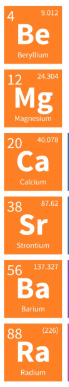 4 9.012
Be
Beryllium
12 24.304
Mg
Magnesium
20 40.078
Ca
Calcium
38 87.62
Sr
Strontium
56 137.327
Ba
Barium
88 (226)
Ra
Radium